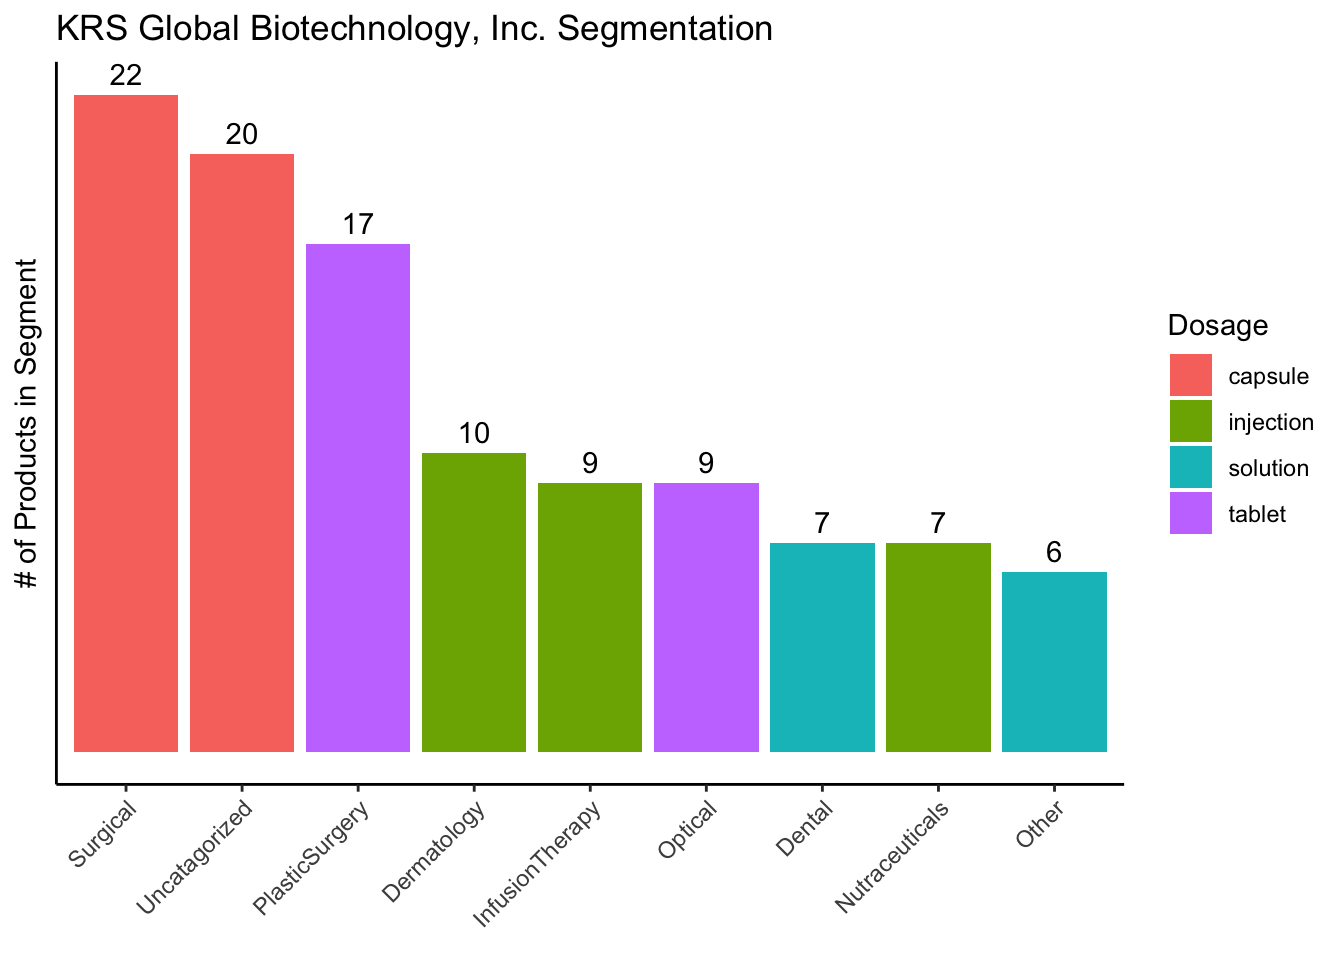 KRS Global Biotechnology, Inc. Segmentation
# of Products in Segment
22
20
17
10
9
9
7
7
6
Surgical
Uncatagorized
PlasticSurgery
Dermatology
InfusionTherapy
Optical
Dental
Nutraceuticals
Other
Dosage
capsule
injection
solution
tablet